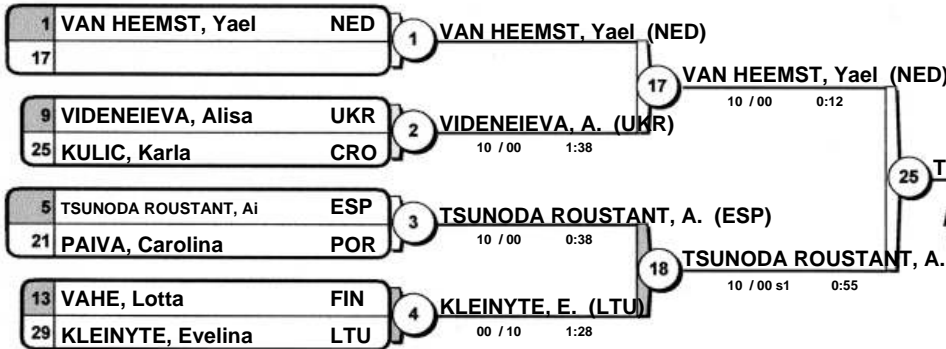 1 VAN HEEMST, Yael NED
17
1 VAN HEEMST, Yael (NED)
17 VAN HEEMST, Yael (NED)
10 / 00 0:12
9 VIDENEIEVA, Alisa UKR
25 KULIC, Karla CRO
2 VIDENEIEVA, A. (UKR)
10 / 00 1:38
25 T
5 TSUNODA ROUSTANT, Ai ESP
21 PAIVA, Carolina POR
3 TSUNODA ROUSTANT, A. (ESP)
10 / 00 0:38
18 TSUNODA ROUSTANT, A.
10 / 00 s1 0:55
13 VAHE, Lotta FIN
29 KLEINYTE, Evelina LTU
4 KLEINYTE, E. (LTU)
00 / 10 1:28